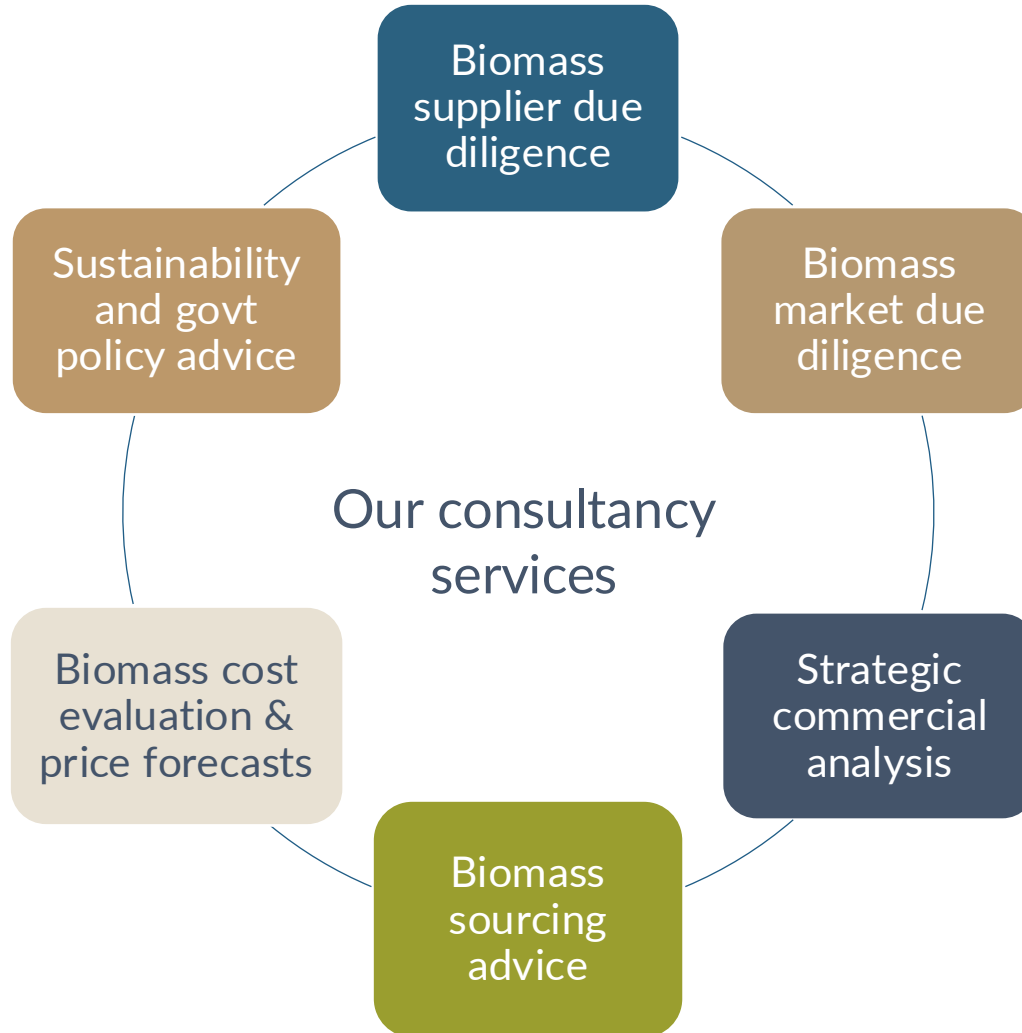 Biomass
supplier due
diligence
Sustainability
and govt
policy advice
Biomass
market due
diligence
Our consultancy
services
Biomass cost
evaluation &
price forecasts
Strategic
commercial
analysis
Biomass
sourcing
advice